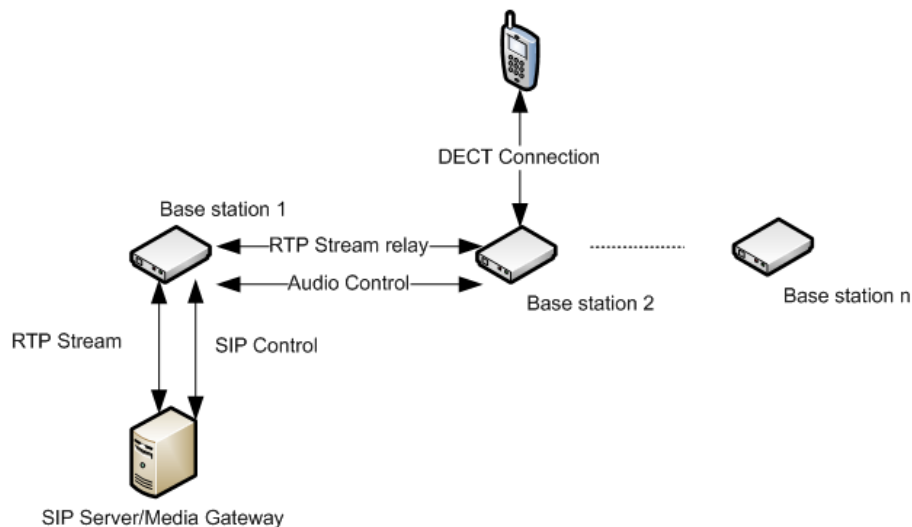 DECT Connection
Base station 1
RTP Stream relay
Audio Control
Base station 2
Base station n
RTP Stream
SIP Control
SIP Server/Media Gateway